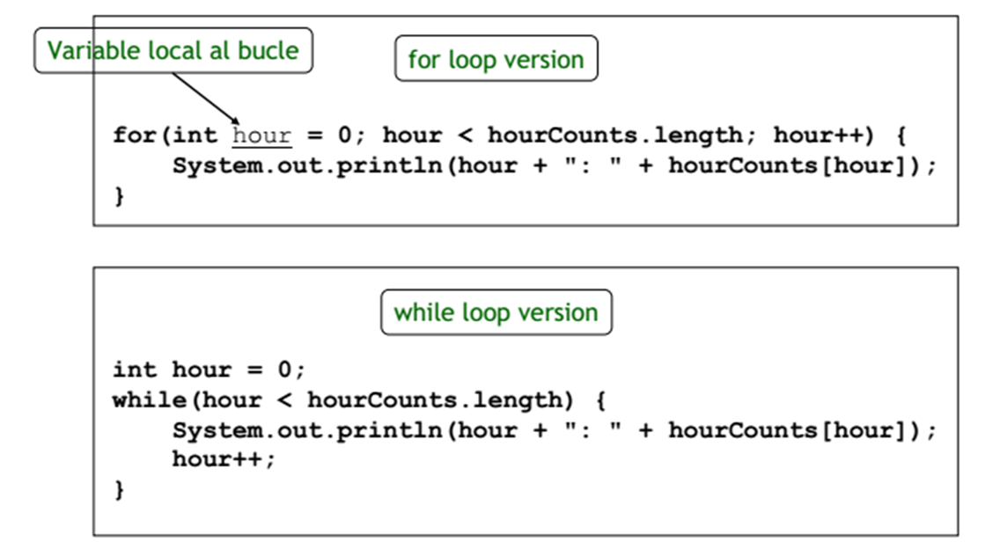 Variable local al bucle
for loop version
for(int hour = 0; hour < hourCounts.length; hour++) {
    System.out.println(hour + ": " + hourCounts[hour]);
}
while loop version
int hour = 0;
while(hour < hourCounts.length) {
    System.out.println(hour + ": " + hourCounts[hour]);
    hour++;
}